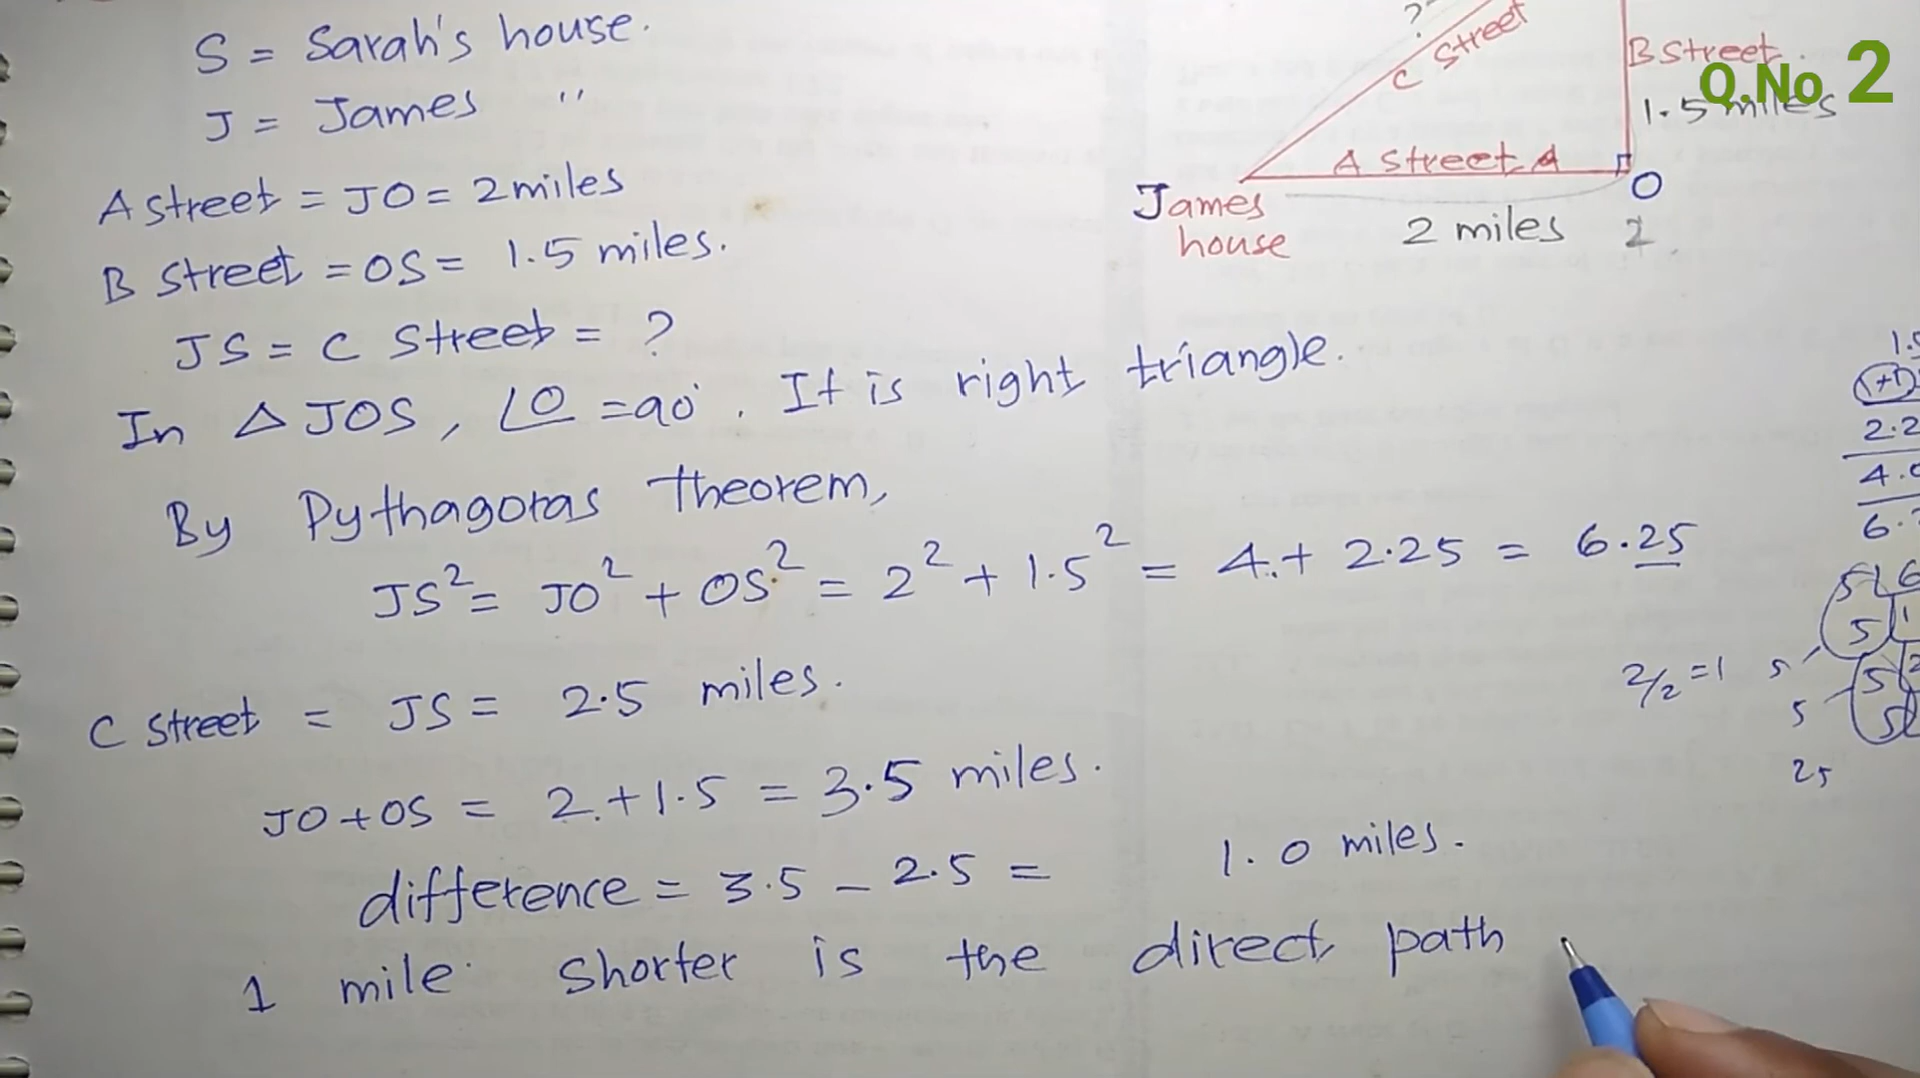 S = Sarah's house.
J = James "
A street = JO = 2 miles
B street = OS = 1.5 miles.
JS = C Street = ?
In △ JOS, ∠O = 90°. It is right triangle.
By Pythagoras theorem,
JS² = JO² + OS² = 2² + 1.5² = 4 + 2.25 = 6.25
C street = JS = 2.5 miles.
JO + OS = 2 + 1.5 = 3.5 miles.
difference = 3.5 - 2.5 = 1.0 miles.
1 mile shorter is the direct path
?
C Street
B Street
Q.No 2
1.5 miles
A Street A
O
James house
2 miles
2/2 = 1
5
5
25